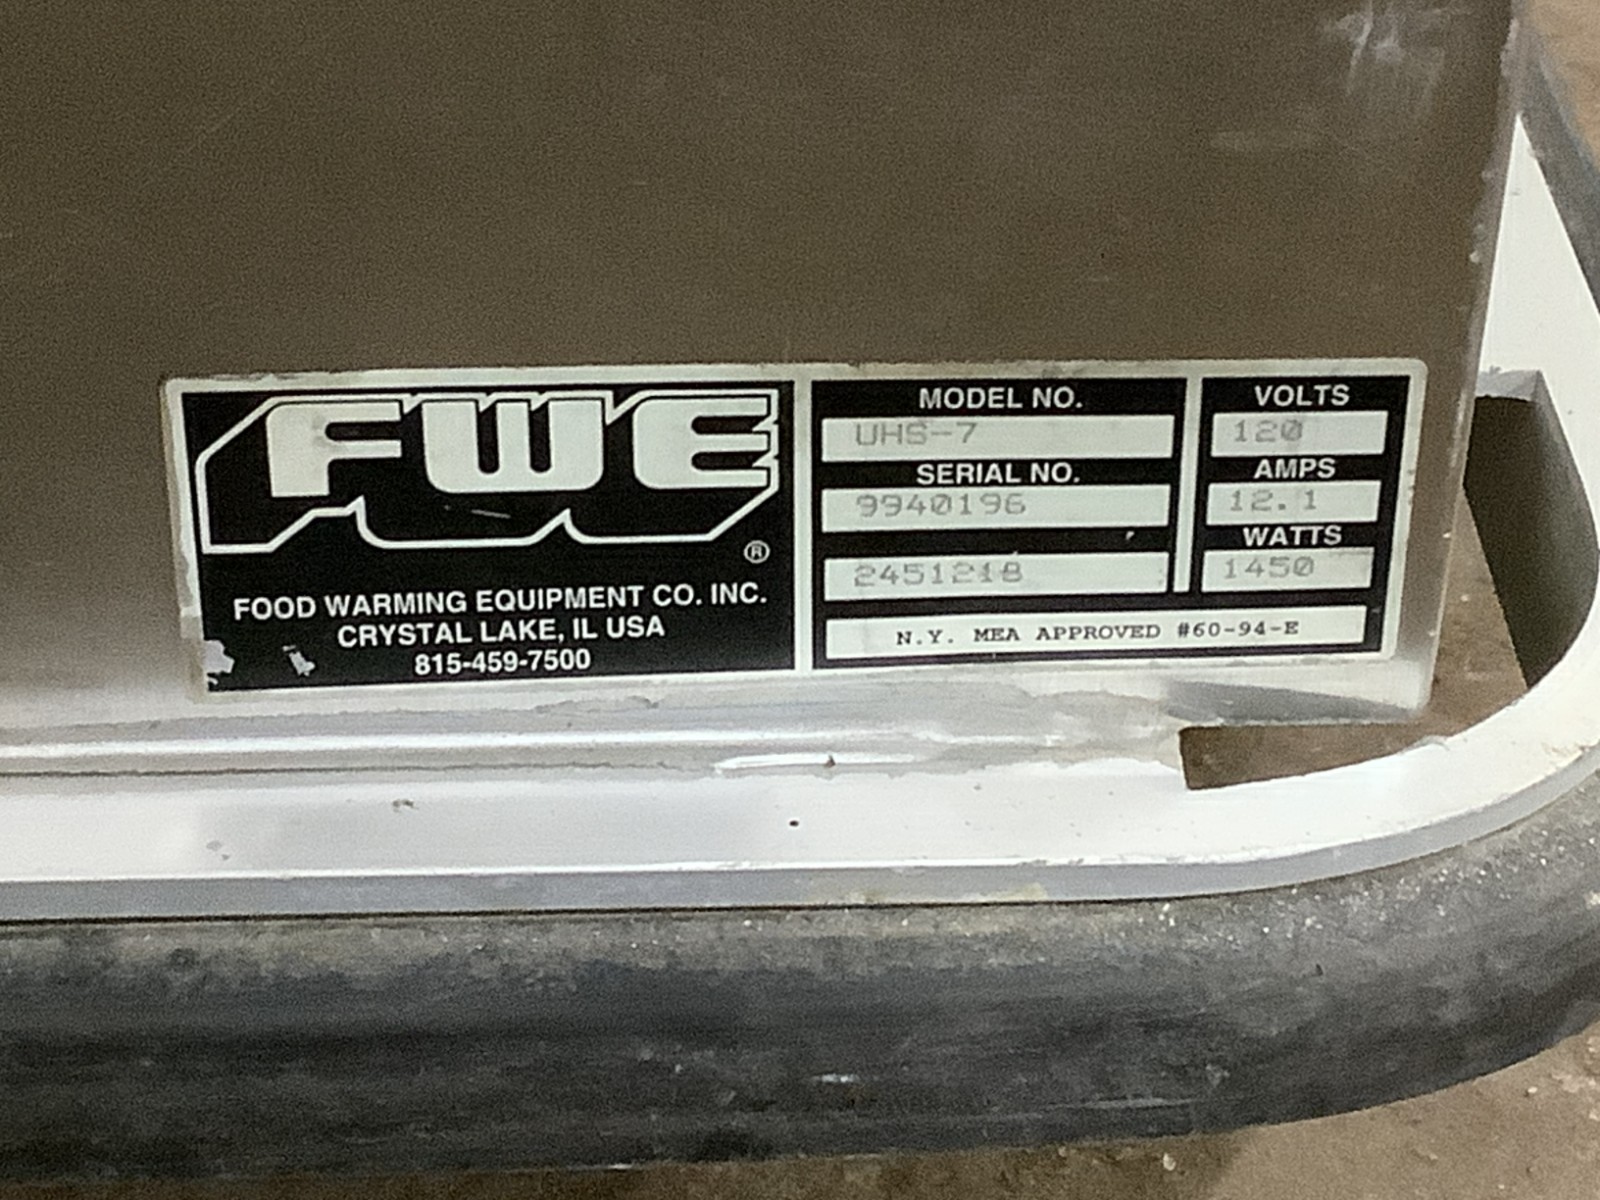 FWE®
FOOD WARMING EQUIPMENT CO. INC.
CRYSTAL LAKE, IL USA
815-459-7500
MODEL NO.
UHS-7
SERIAL NO.
9940196
2451218
VOLTS
120
AMPS
12.1
WATTS
1450
N.Y. MEA APPROVED #60-94-E